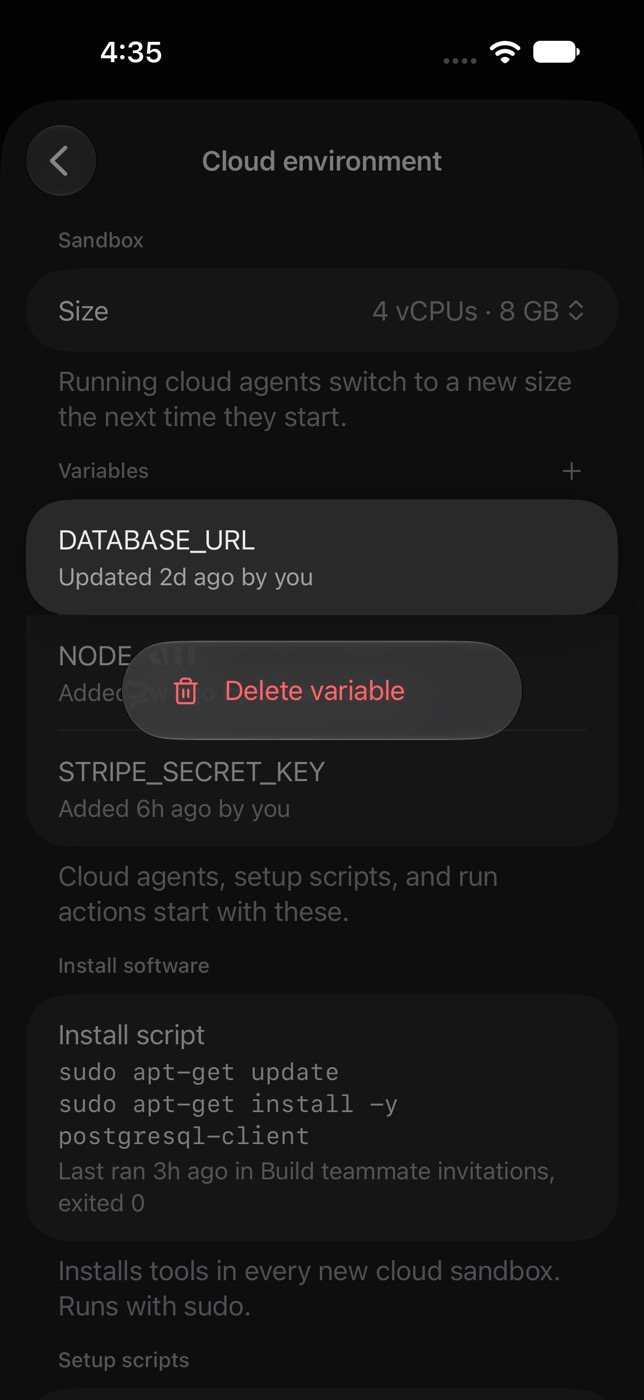 4:35
Cloud environment
Sandbox
Size
4 vCPUs · 8 GB
Running cloud agents switch to a new size
the next time they start.
Variables
DATABASE_URL
Updated 2d ago by you
NODE
Added
Delete variable
STRIPE_SECRET_KEY
Added 6h ago by you
Cloud agents, setup scripts, and run
actions start with these.
Install software
Install script
sudo apt-get update
sudo apt-get install -y
postgresql-client
Last ran 3h ago in Build teammate invitations,
exited 0
Installs tools in every new cloud sandbox.
Runs with sudo.
Setup scripts